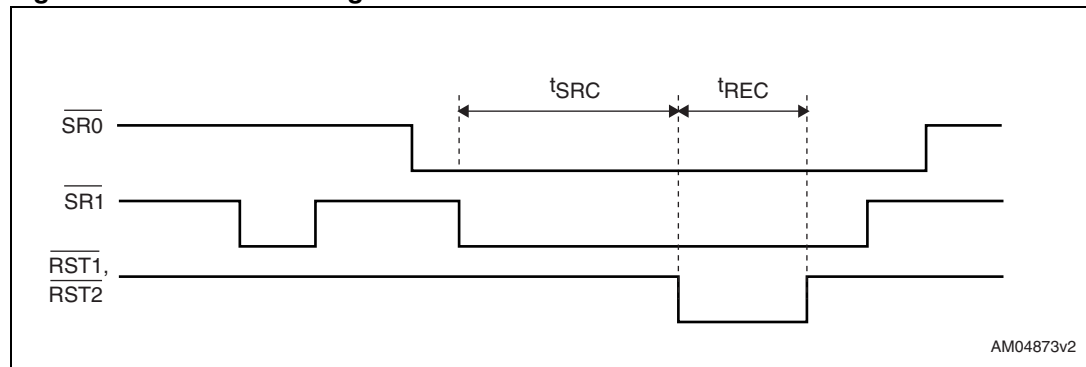 tSRC
tREC
SR0
SR1
RST1,
RST2
AM04873v2